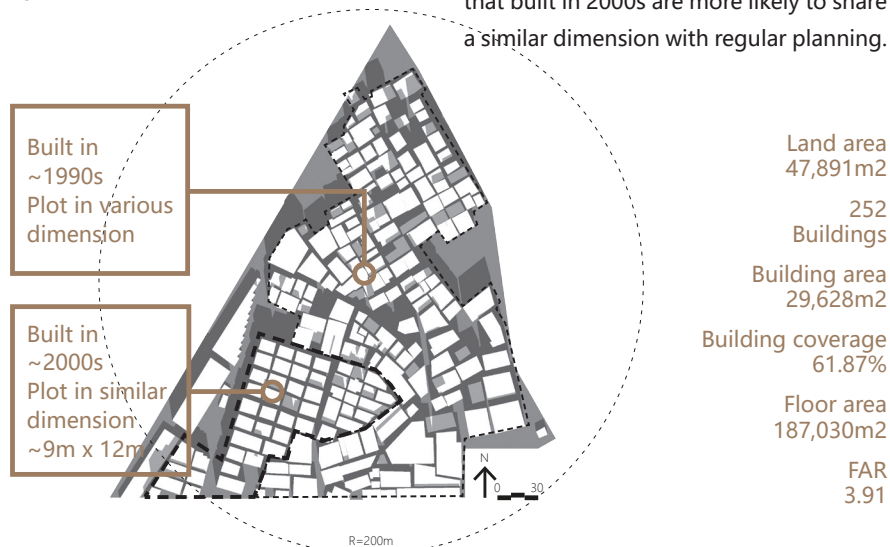 that built in 2000s are more likely to share
a similar dimension with regular planning.
Built in
~1990s
Plot in various
dimension
Built in
~2000s
Plot in similar
dimension
~9m x 12m
Land area
47,891m2
252
Buildings
Building area
29,628m2
Building coverage
61.87%
Floor area
187,030m2
FAR
3.91
N
0 30
R=200m